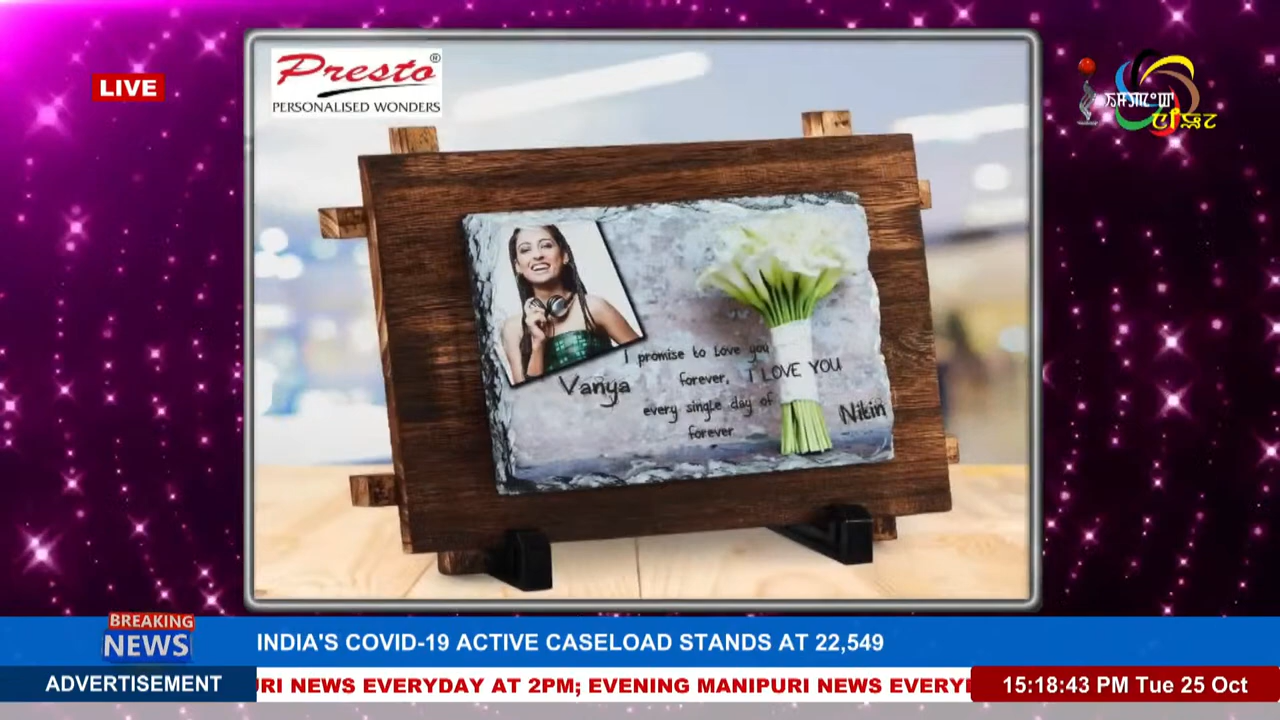 Presto®
PERSONALISED WONDERS
LIVE
I promise to Love you
forever, I LOVE YOU
every single day of
forever
Vanya
Nitin
BREAKING
NEWS
INDIA'S COVID-19 ACTIVE CASELOAD STANDS AT 22,549
ADVERTISEMENT
URI NEWS EVERYDAY AT 2PM; EVENING MANIPURI NEWS EVERY
15:18:43 PM Tue 25 Oct